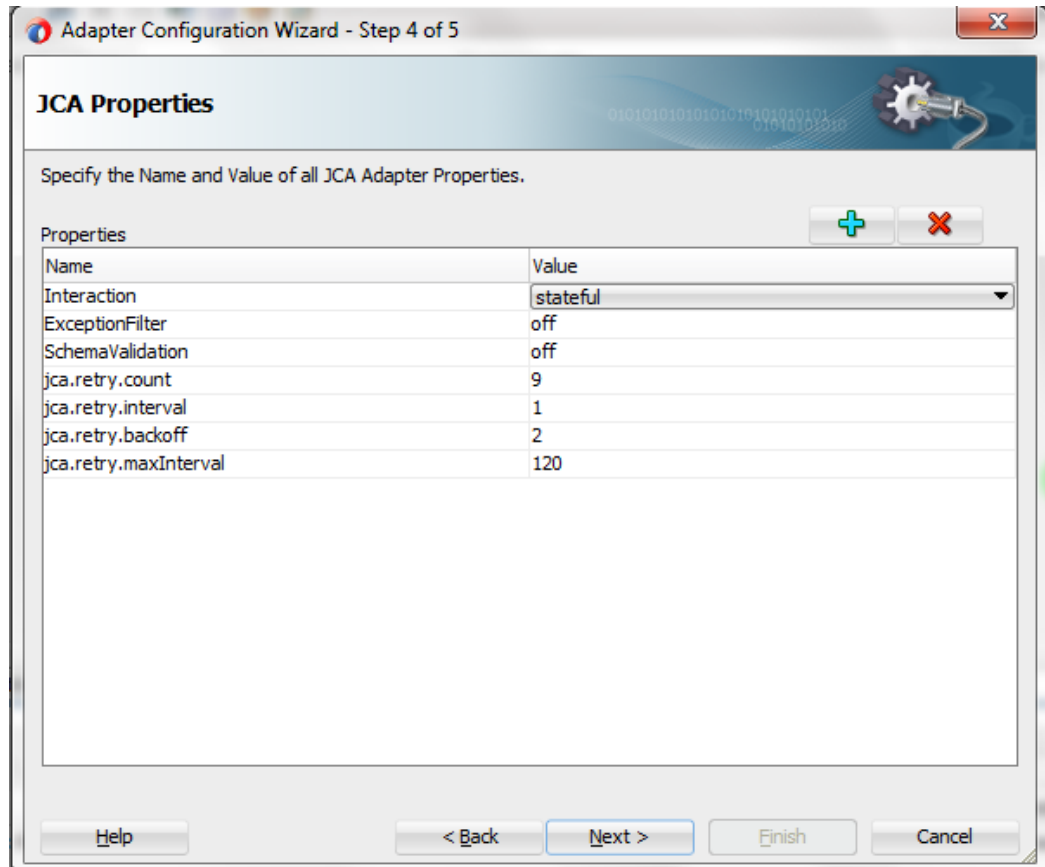 Adapter Configuration Wizard - Step 4 of 5
x
JCA Properties
Specify the Name and Value of all JCA Adapter Properties.
Properties
Name Value
Interaction stateful
ExceptionFilter off
SchemaValidation off
jca.retry.count 9
jca.retry.interval 1
jca.retry.backoff 2
jca.retry.maxInterval 120
Help < Back Next > Finish Cancel